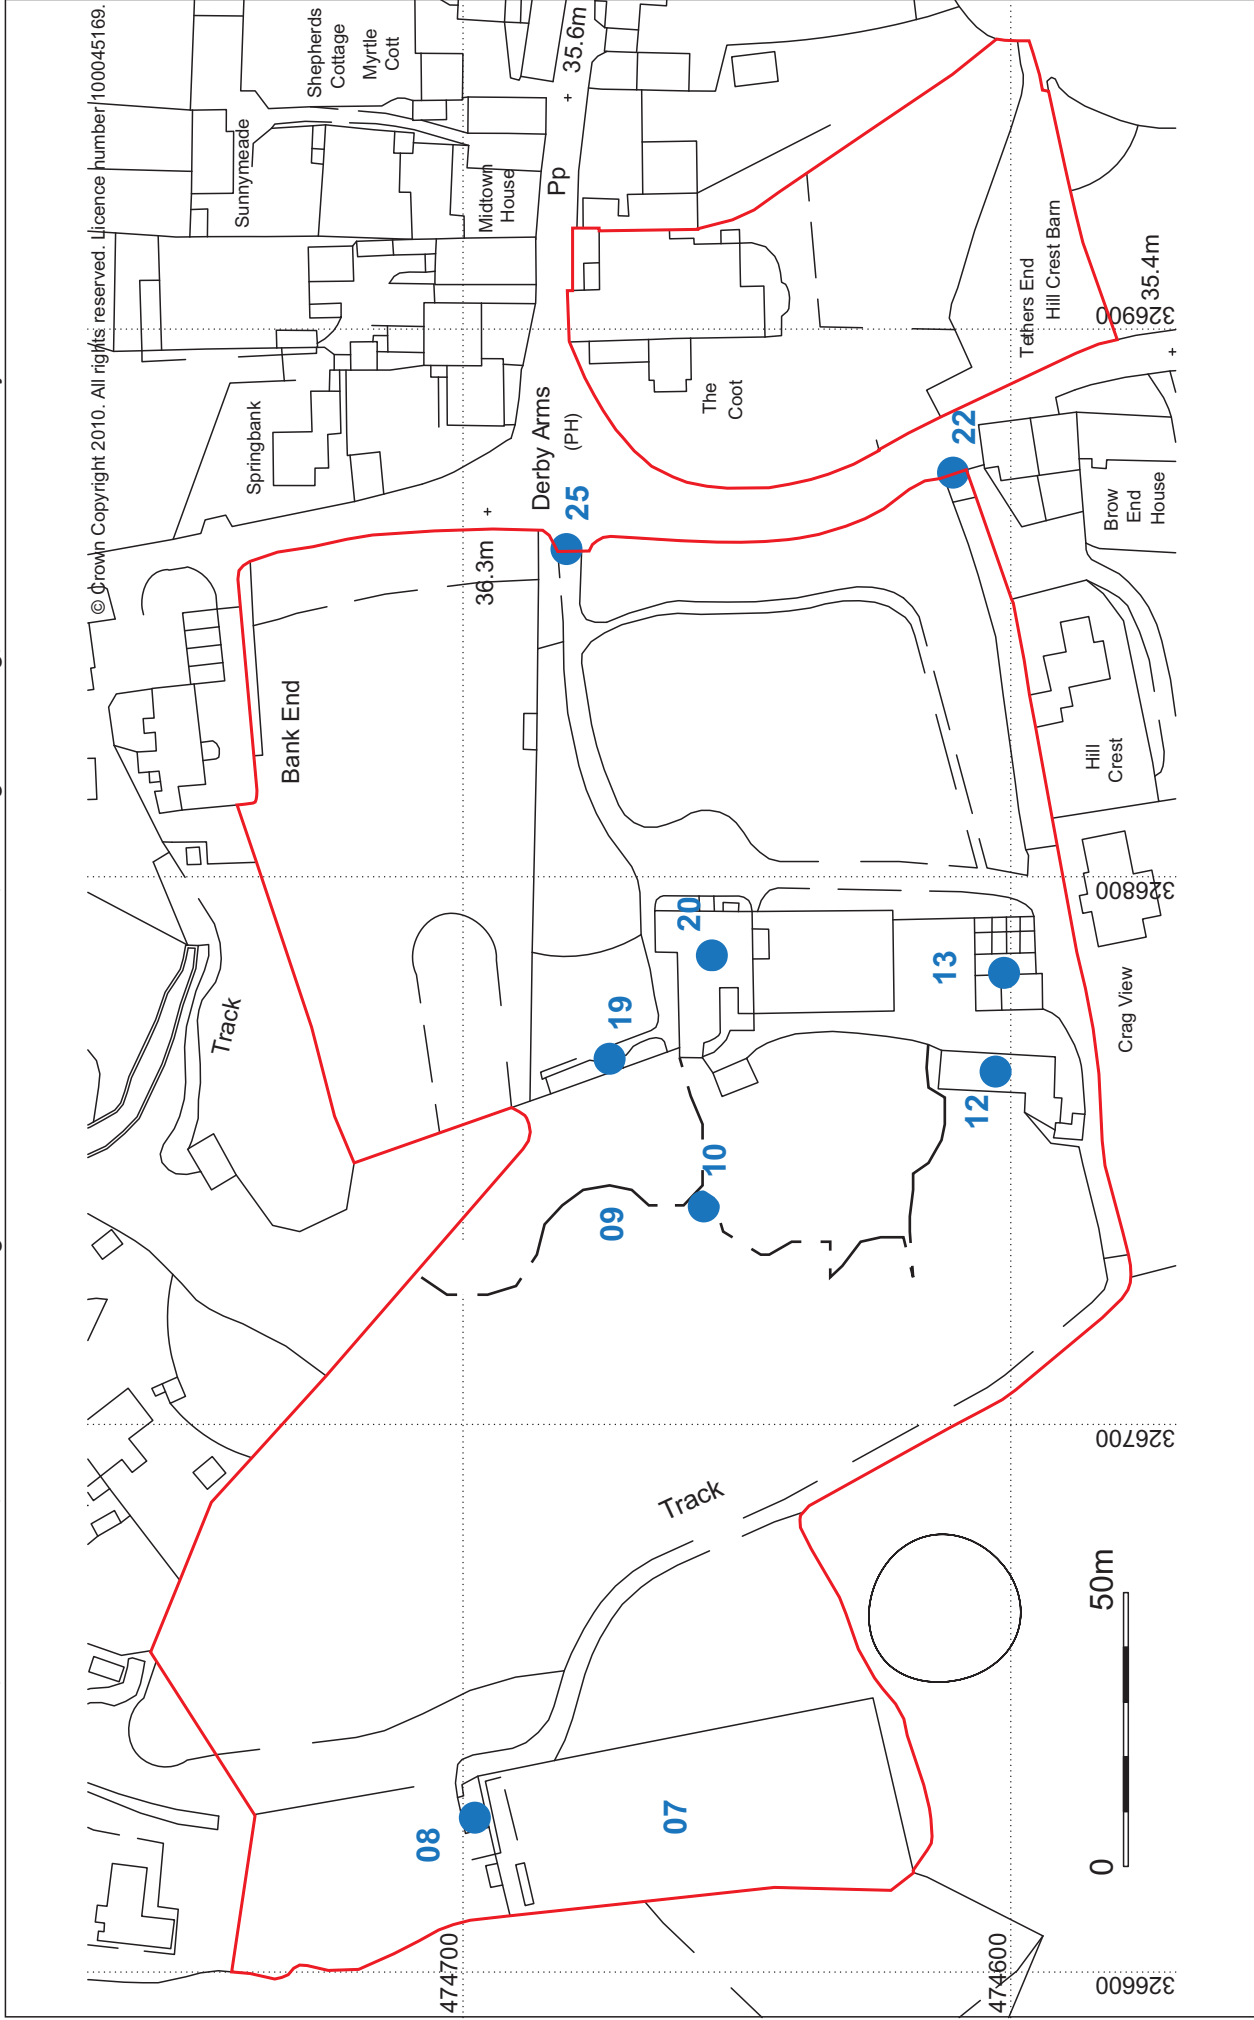 © Crown Copyright 2010. All rights reserved. Licence number 100045169.
Shepherds
Cottage
Myrtle
Cott
Sunnymeade
Midtown
House
Pp
35.6m
Springbank
Derby Arms
(PH)
The
Coot
Tethers End
Hill Crest Barn
35.4m
326900
22
25
36.3m
Brow
End
House
Bank End
Hill
Crest
326800
20
13
19
Crag View
Track
12
10
09
326700
Track
08
07
0
50m
474700
474600
326600